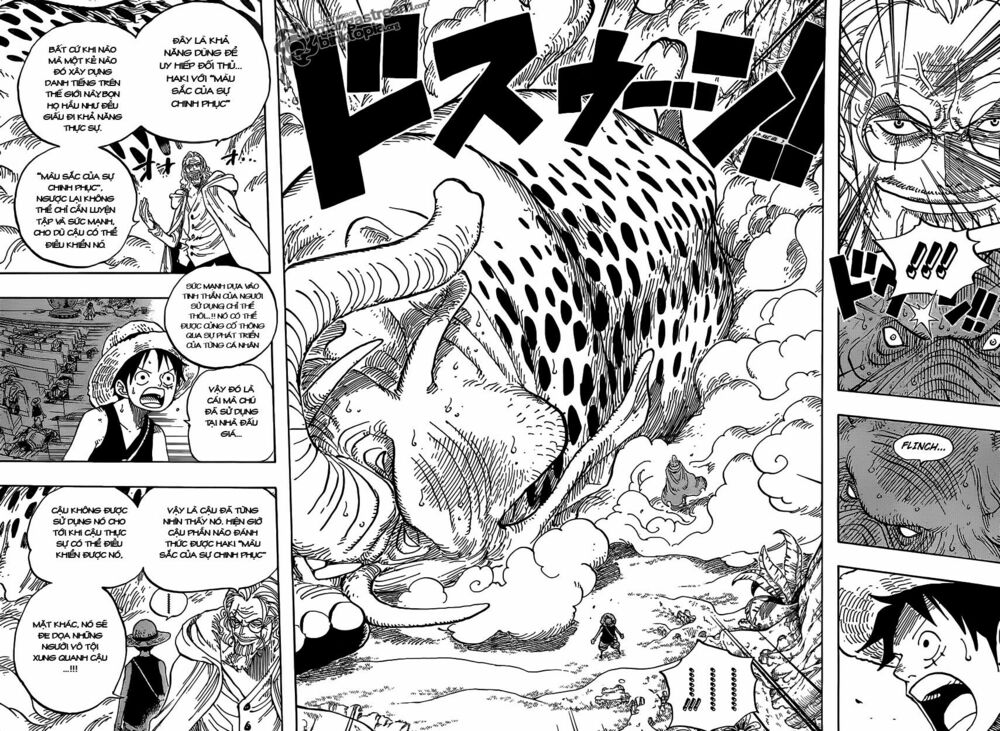 !!!!
ドクン!!
FLINCH...
ドスゥーン!!
!!! !!! !!! !!!
ĐÂY LÀ KHẢ
NĂNG DÙNG ĐỂ
UY HIẾP ĐỐI THỦ...
HAKI VỚI "MÀU
SẮC CỦA SỰ
CHINH PHỤC"
BẤT CỨ KHI NÀO
MÀ MỘT KẺ NÀO
ĐÓ XÂY DỰNG
DANH TIẾNG TRÊN
THẾ GIỚI NÀY BỌN
HỌ HẦU NHƯ ĐỀU
GIẤU ĐI KHẢ NĂNG
THỰC SỰ.
"MÀU SẮC CỦA SỰ
CHINH PHỤC",
NGƯỢC LẠI KHÔNG
THỂ CHỈ CẦN LUYỆN
TẬP VÀ SỨC MẠNH,
CHO DÙ CẬU CÓ THỂ
ĐIỀU KHIỂN NÓ.
SỨC MẠNH DỰA VÀO
TINH THẦN CỦA NGƯỜI
SỬ DỤNG CHỈ THẾ
THÔI..!! NÓ CÓ THỂ
ĐƯỢC CỦNG CỐ THÔNG
QUA SỰ PHÁT TRIỂN
CỦA TỪNG CÁ NHÂN
VẬY ĐÓ LÀ
CÁI MÀ CHÚ
ĐÃ SỬ DỤNG
TẠI NHÀ ĐẤU
GIÁ...
VẬY LÀ CẬU ĐÃ TỪNG
NHÌN THẤY NÓ. HIỆN GIỜ
CẬU PHẦN NÀO ĐÁNH
THỨC ĐƯỢC HAKI "MÀU
SẮC CỦA SỰ CHINH PHỤC"
CẬU KHÔNG ĐƯỢC
SỬ DỤNG NÓ CHO
TỚI KHI CẬU THỰC
SỰ CÓ THỂ ĐIỀU
KHIỂN ĐƯỢC NÓ,
MẶT KHÁC, NÓ SẼ
ĐE DỌA NHỮNG
NGƯỜI VÔ TỘI
XUNG QUANH CẬU
...!!!